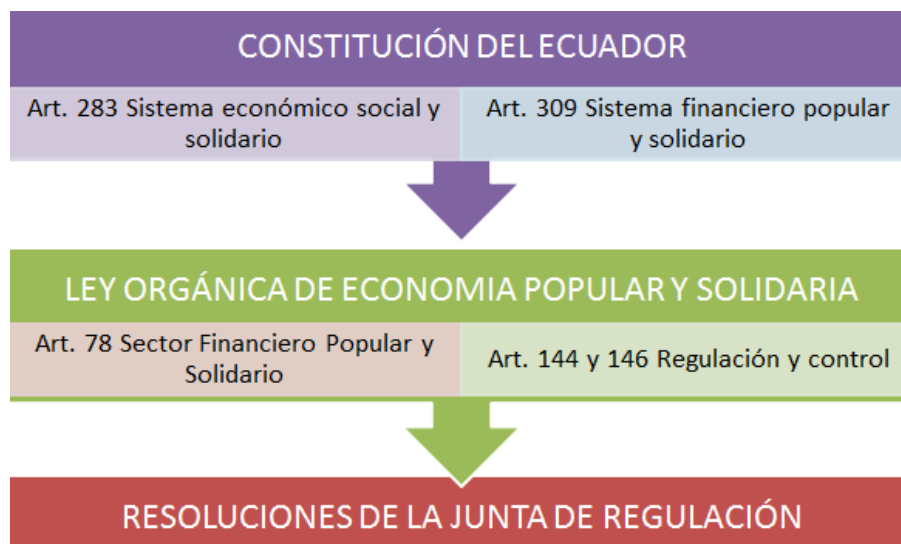 CONSTITUCIÓN DEL ECUADOR
Art. 283 Sistema económico social y
solidario
Art. 309 Sistema financiero popular
y solidario
LEY ORGÁNICA DE ECONOMIA POPULAR Y SOLIDARIA
Art. 78 Sector Financiero Popular y
Solidario
Art. 144 y 146 Regulación y control
RESOLUCIONES DE LA JUNTA DE REGULACIÓN